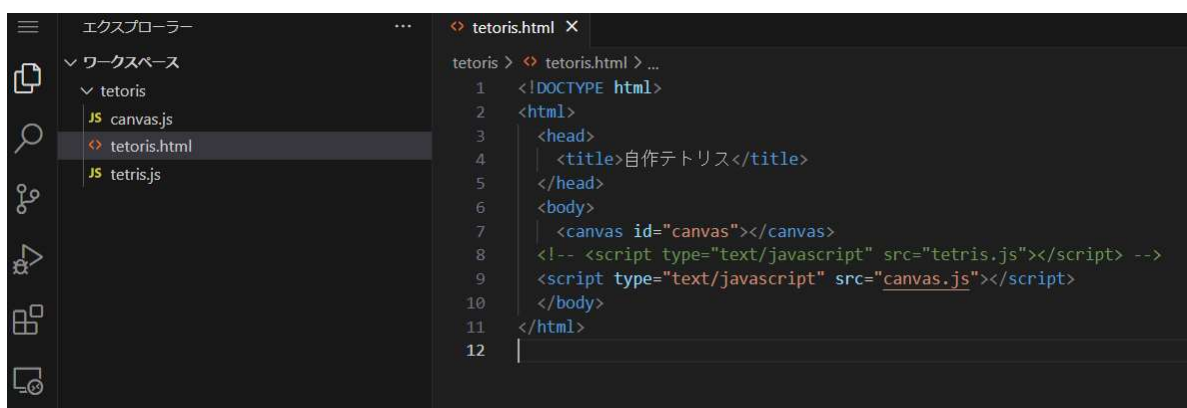 エクスプローラー ...
ワークスペース
tetoris
JS canvas.js
<> tetoris.html
JS tetris.js
<> tetoris.html X
tetoris > <> tetoris.html > ...
1 <!DOCTYPE html>
2 <html>
3 <head>
4 <title>自作テトリス</title>
5 </head>
6 <body>
7 <canvas id="canvas"></canvas>
8 <!-- <script type="text/javascript" src="tetris.js"></script> -->
9 <script type="text/javascript" src="canvas.js"></script>
10 </body>
11 </html>
12